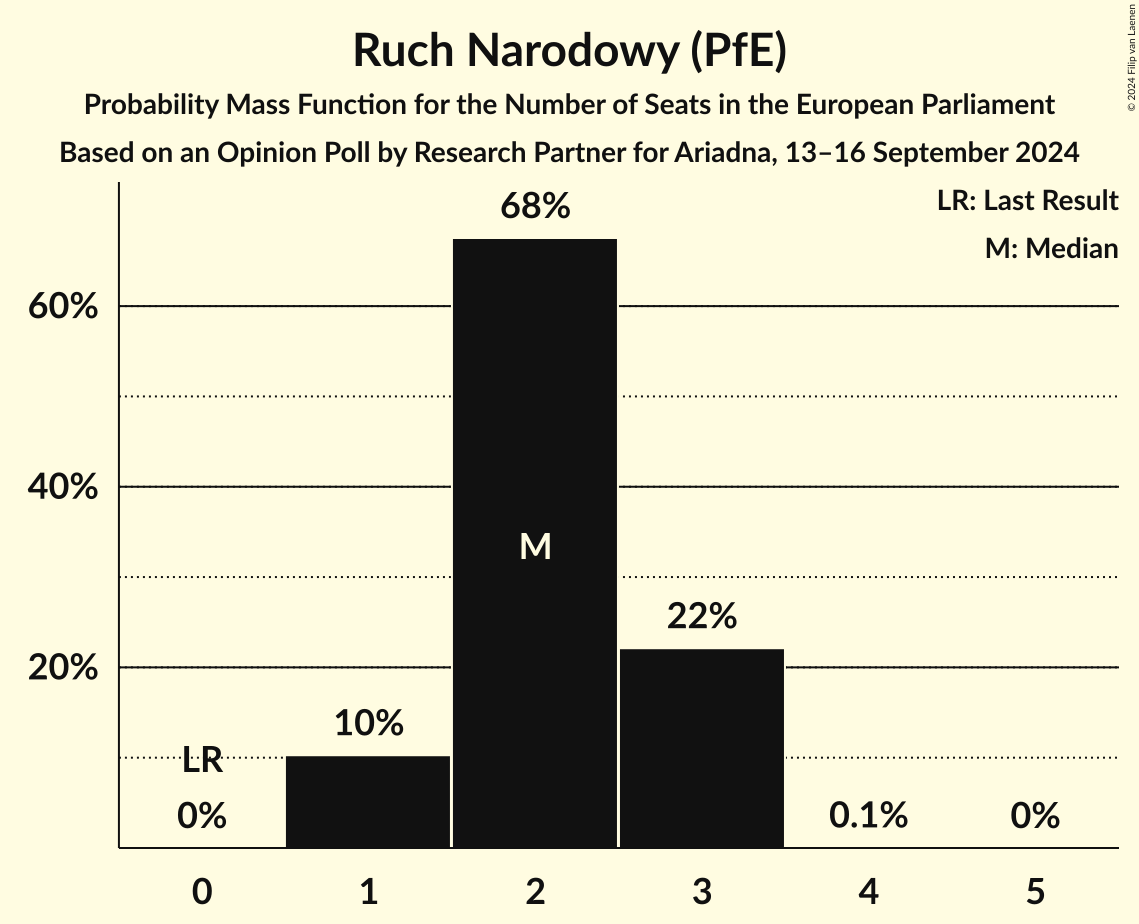 Ruch Narodowy (PfE)
Probability Mass Function for the Number of Seats in the European Parliament
Based on an Opinion Poll by Research Partner for Ariadna, 13–16 September 2024
© 2024 Filip van Laenen
LR: Last Result
M: Median
68%
60%
40%
M
22%
20%
10%
LR
0%
0.1%
0%
0 1 2 3 4 5